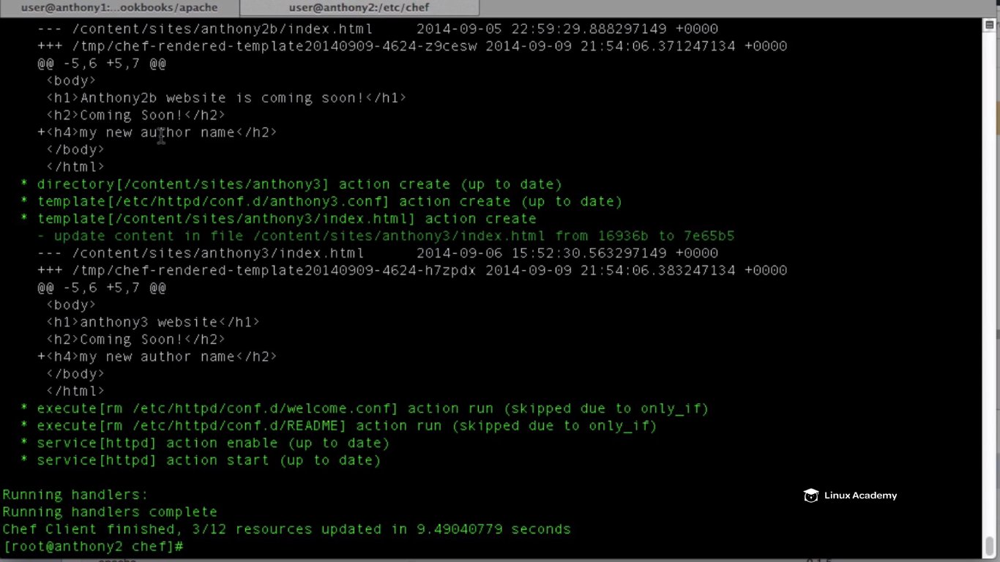 user@anthony1:...ookbooks/apache
user@anthony2:/etc/chef
--- /content/sites/anthony2b/index.html 2014-09-05 22:59:29.888297149 +0000
+++ /tmp/chef-rendered-template20140909-4624-z9cesw 2014-09-09 21:54:06.371247134 +0000
@@ -5,6 +5,7 @@
<body>
<h1>Anthony2b website is coming soon!</h1>
<h2>Coming Soon!</h2>
+<h4>my new author name</h2>
</body>
</html>
* directory[/content/sites/anthony3] action create (up to date)
* template[/etc/httpd/conf.d/anthony3.conf] action create (up to date)
* template[/content/sites/anthony3/index.html] action create
- update content in file /content/sites/anthony3/index.html from 16936b to 7e65b5
--- /content/sites/anthony3/index.html 2014-09-06 15:52:30.563297149 +0000
+++ /tmp/chef-rendered-template20140909-4624-h7zpdx 2014-09-09 21:54:06.383247134 +0000
@@ -5,6 +5,7 @@
<body>
<h1>anthony3 website</h1>
<h2>Coming Soon!</h2>
+<h4>my new author name</h2>
</body>
</html>
* execute[rm /etc/httpd/conf.d/welcome.conf] action run (skipped due to only_if)
* execute[rm /etc/httpd/conf.d/README] action run (skipped due to only_if)
* service[httpd] action enable (up to date)
* service[httpd] action start (up to date)
Running handlers:
Linux Academy
Running handlers complete
Chef Client finished, 3/12 resources updated in 9.49040779 seconds
[root@anthony2 chef]#